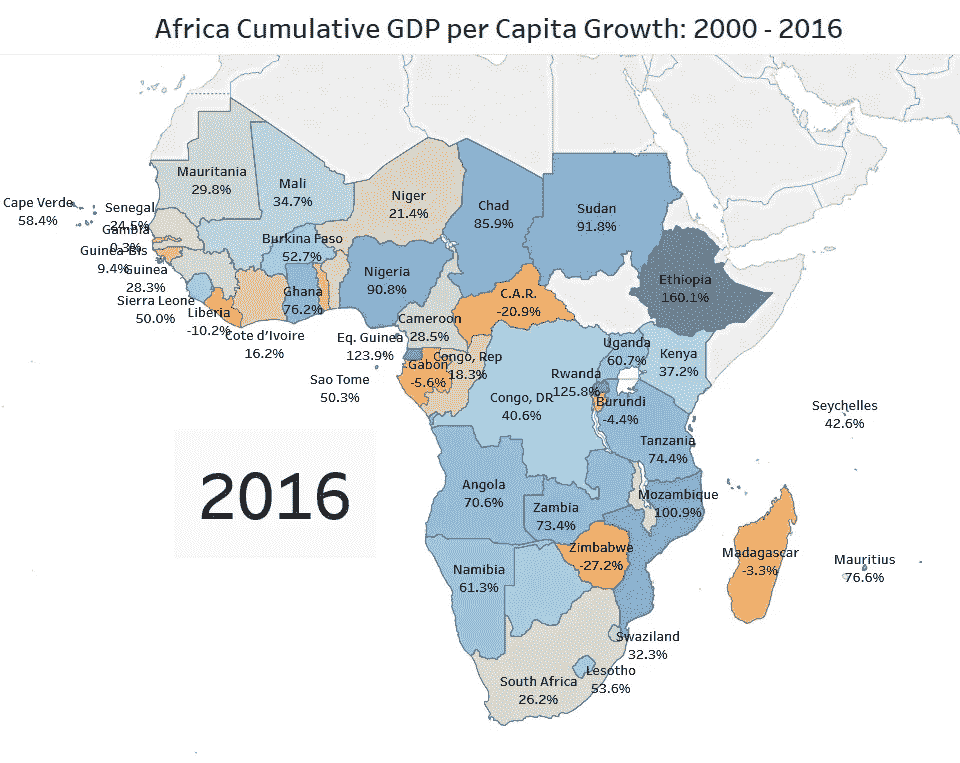 Africa Cumulative GDP per Capita Growth: 2000 - 2016
Mauritania
29.8%
Mali
34.7%
Niger
21.4%
Chad
85.9%
Sudan
91.8%
Cape Verde
58.4%
Senegal
24.5%
Gambia
0.3%
Guinea-Bis
9.4%
Guinea
28.3%
Sierra Leone
50.0%
Liberia
-10.2%
Cote d’Ivoire
16.2%
Burkina Faso
52.7%
Ghana
76.2%
Nigeria
90.8%
Cameroon
28.5%
C.A.R.
-20.9%
Ethiopia
160.1%
Eq. Guinea
123.9%
Gabon
-5.6%
Congo, Rep
18.3%
Sao Tome
50.3%
Congo, DR
40.6%
Uganda
60.7%
Kenya
37.2%
Rwanda
125.8%
Burundi
-4.4%
Tanzania
74.4%
Seychelles
42.6%
2016
Angola
70.6%
Zambia
73.4%
Mozambique
100.9%
Zimbabwe
-27.2%
Madagascar
-3.3%
Mauritius
76.6%
Namibia
61.3%
Swaziland
32.3%
Lesotho
53.6%
South Africa
26.2%